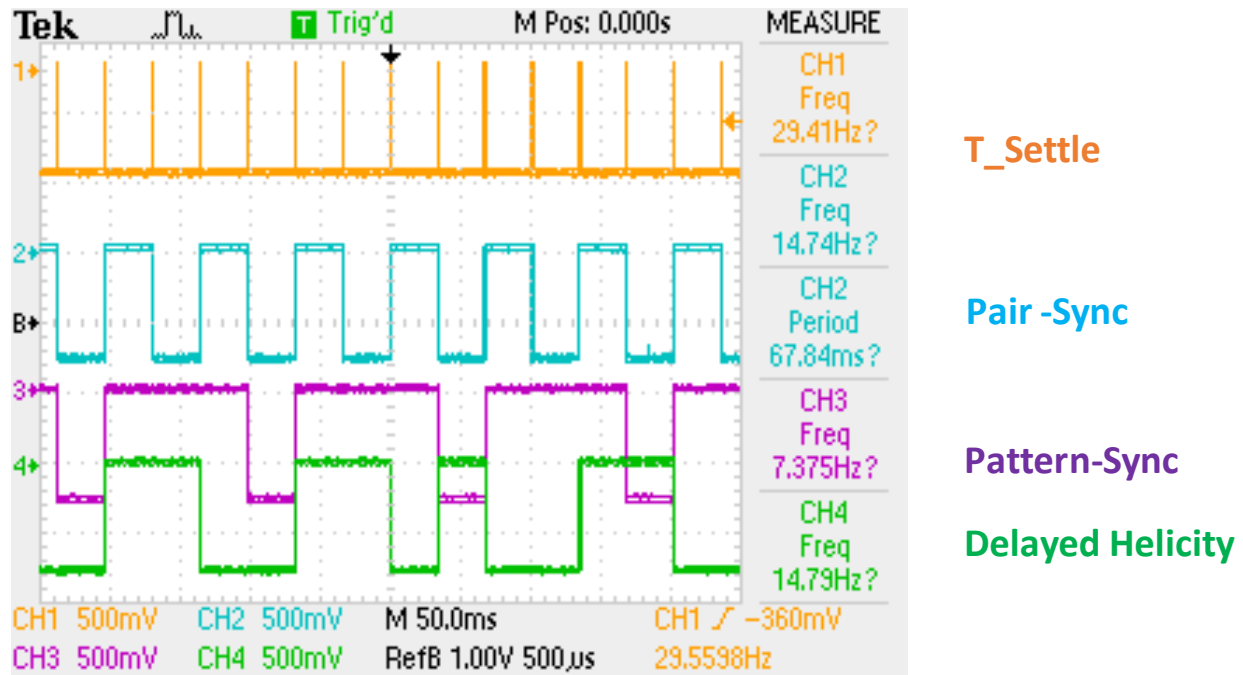 Tek T Trig'd M Pos: 0.000s MEASURE
1
CH1
Freq
29.41Hz?
T_Settle
CH2
Freq
14.74Hz?
2
CH2
Period
67.84ms?
Pair -Sync
B
3
CH3
Freq
7.375Hz?
Pattern-Sync
4
CH4
Freq
14.79Hz?
Delayed Helicity
CH1 500mV CH2 500mV M 50.0ms CH1 -360mV
CH3 500mV CH4 500mV RefB 1.00V 500µs 29.5598Hz